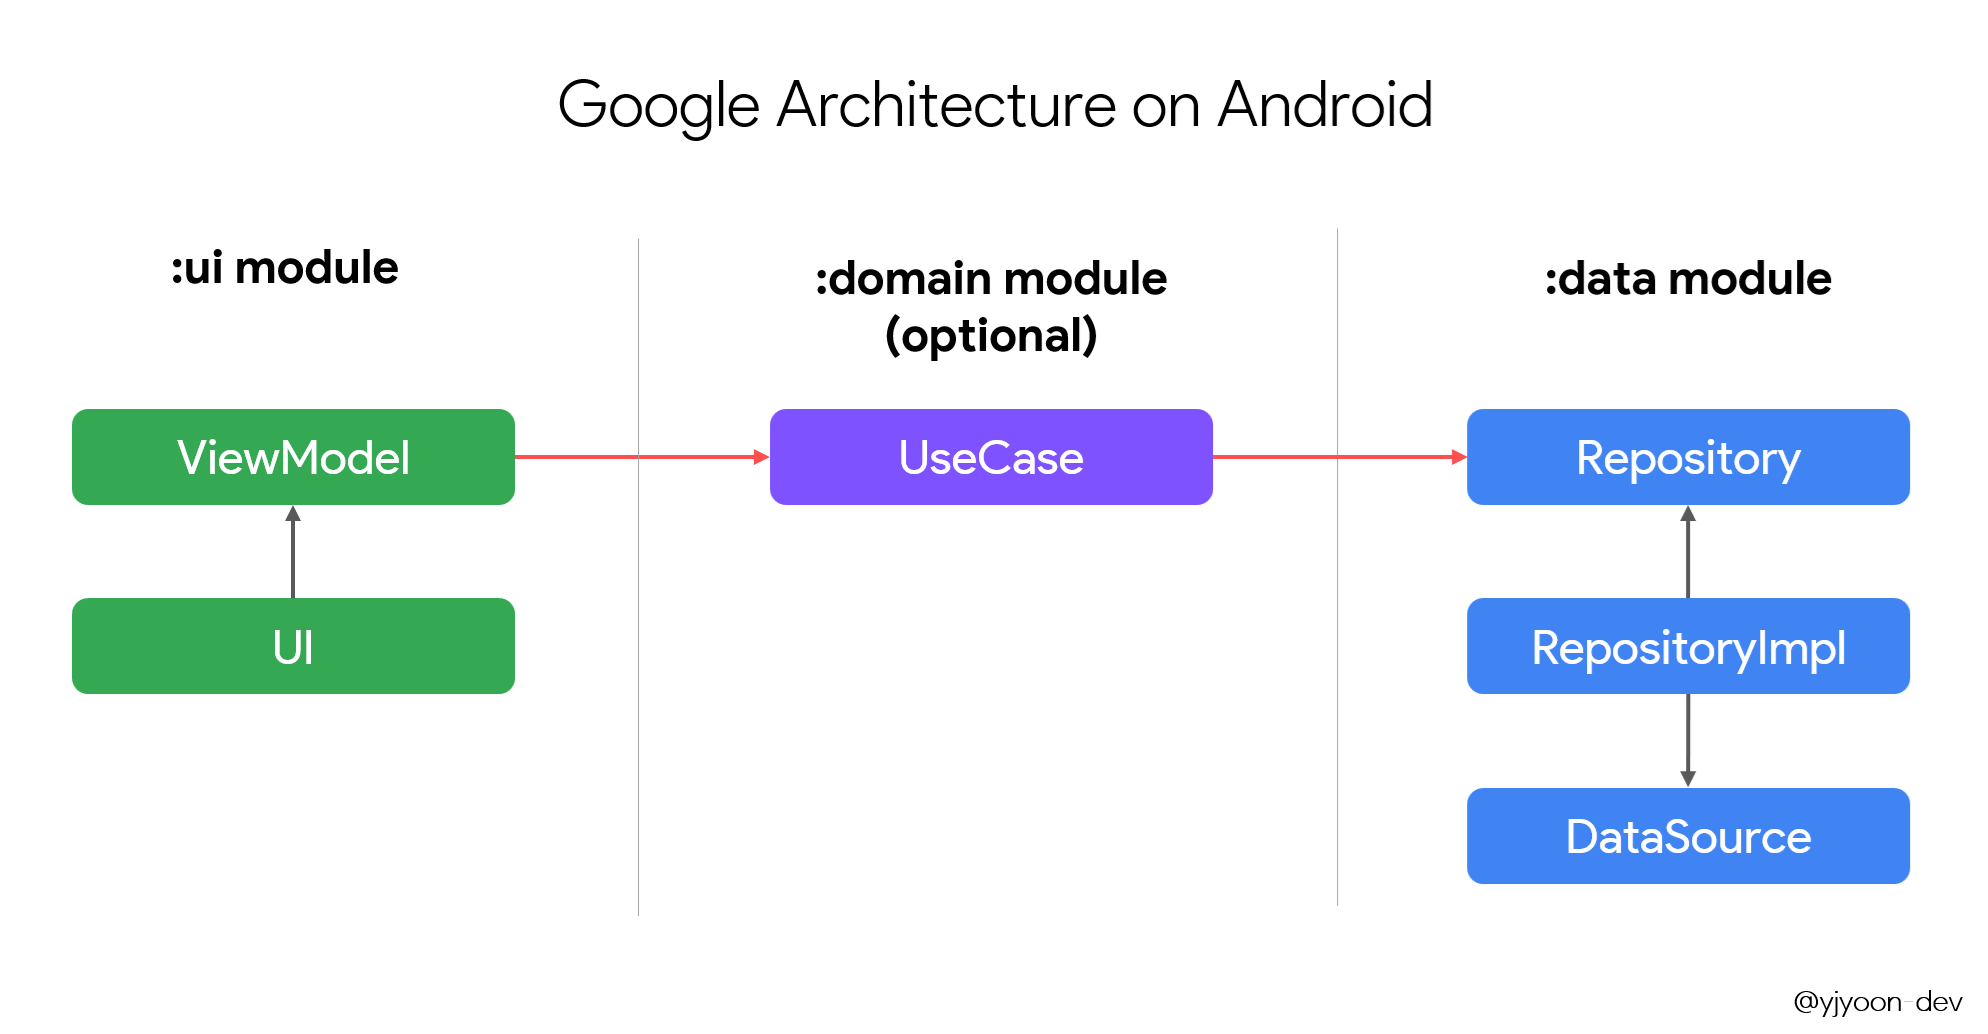 Google Architecture on Android
:ui module
:domain module
(optional)
:data module
ViewModel
UseCase
Repository
UI
RepositoryImpl
DataSource
@yjyoon-dev